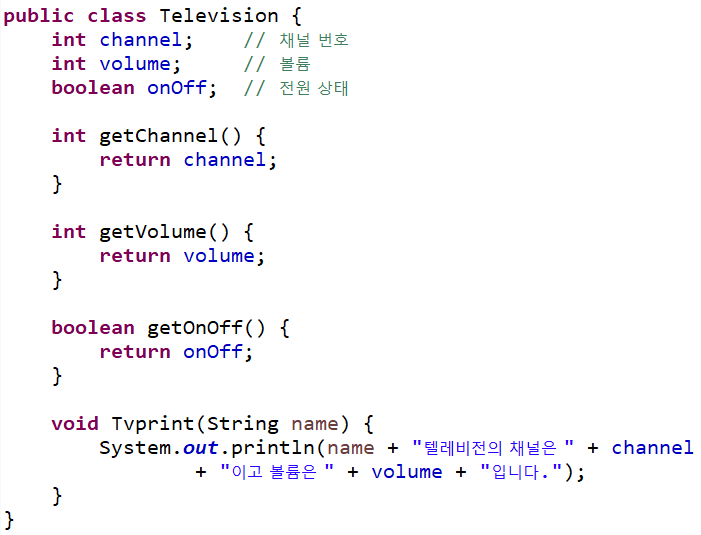 public class Television {
    int channel;    // 채널 번호
    int volume;     // 볼륨
    boolean onOff;  // 전원 상태

    int getChannel() {
        return channel;
    }

    int getVolume() {
        return volume;
    }

    boolean getOnOff() {
        return onOff;
    }

    void Tvprint(String name) {
        System.out.println(name + "텔레비전의 채널은 " + channel
                + "이고 볼륨은 " + volume + "입니다.");
    }
}